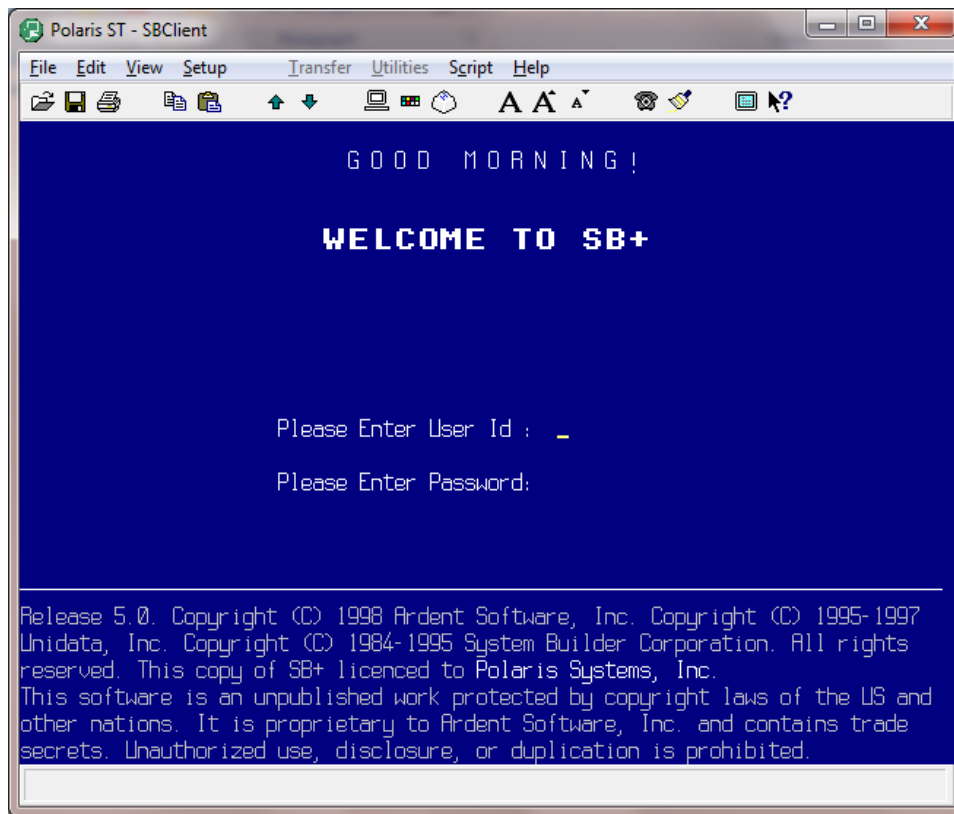 Polaris ST - SBClient
File Edit View Setup Transfer Utilities Script Help
GOOD MORNING!
WELCOME TO SB+
Please Enter User Id :
Please Enter Password:
Release 5.0. Copyright (C) 1998 Ardent Software, Inc. Copyright (C) 1995-1997
Unidata, Inc. Copyright (C) 1984-1995 System Builder Corporation. All rights
reserved. This copy of SB+ licenced to Polaris Systems, Inc.
This software is an unpublished work protected by copyright laws of the US and
other nations. It is proprietary to Ardent Software, Inc. and contains trade
secrets. Unauthorized use, disclosure, or duplication is prohibited.